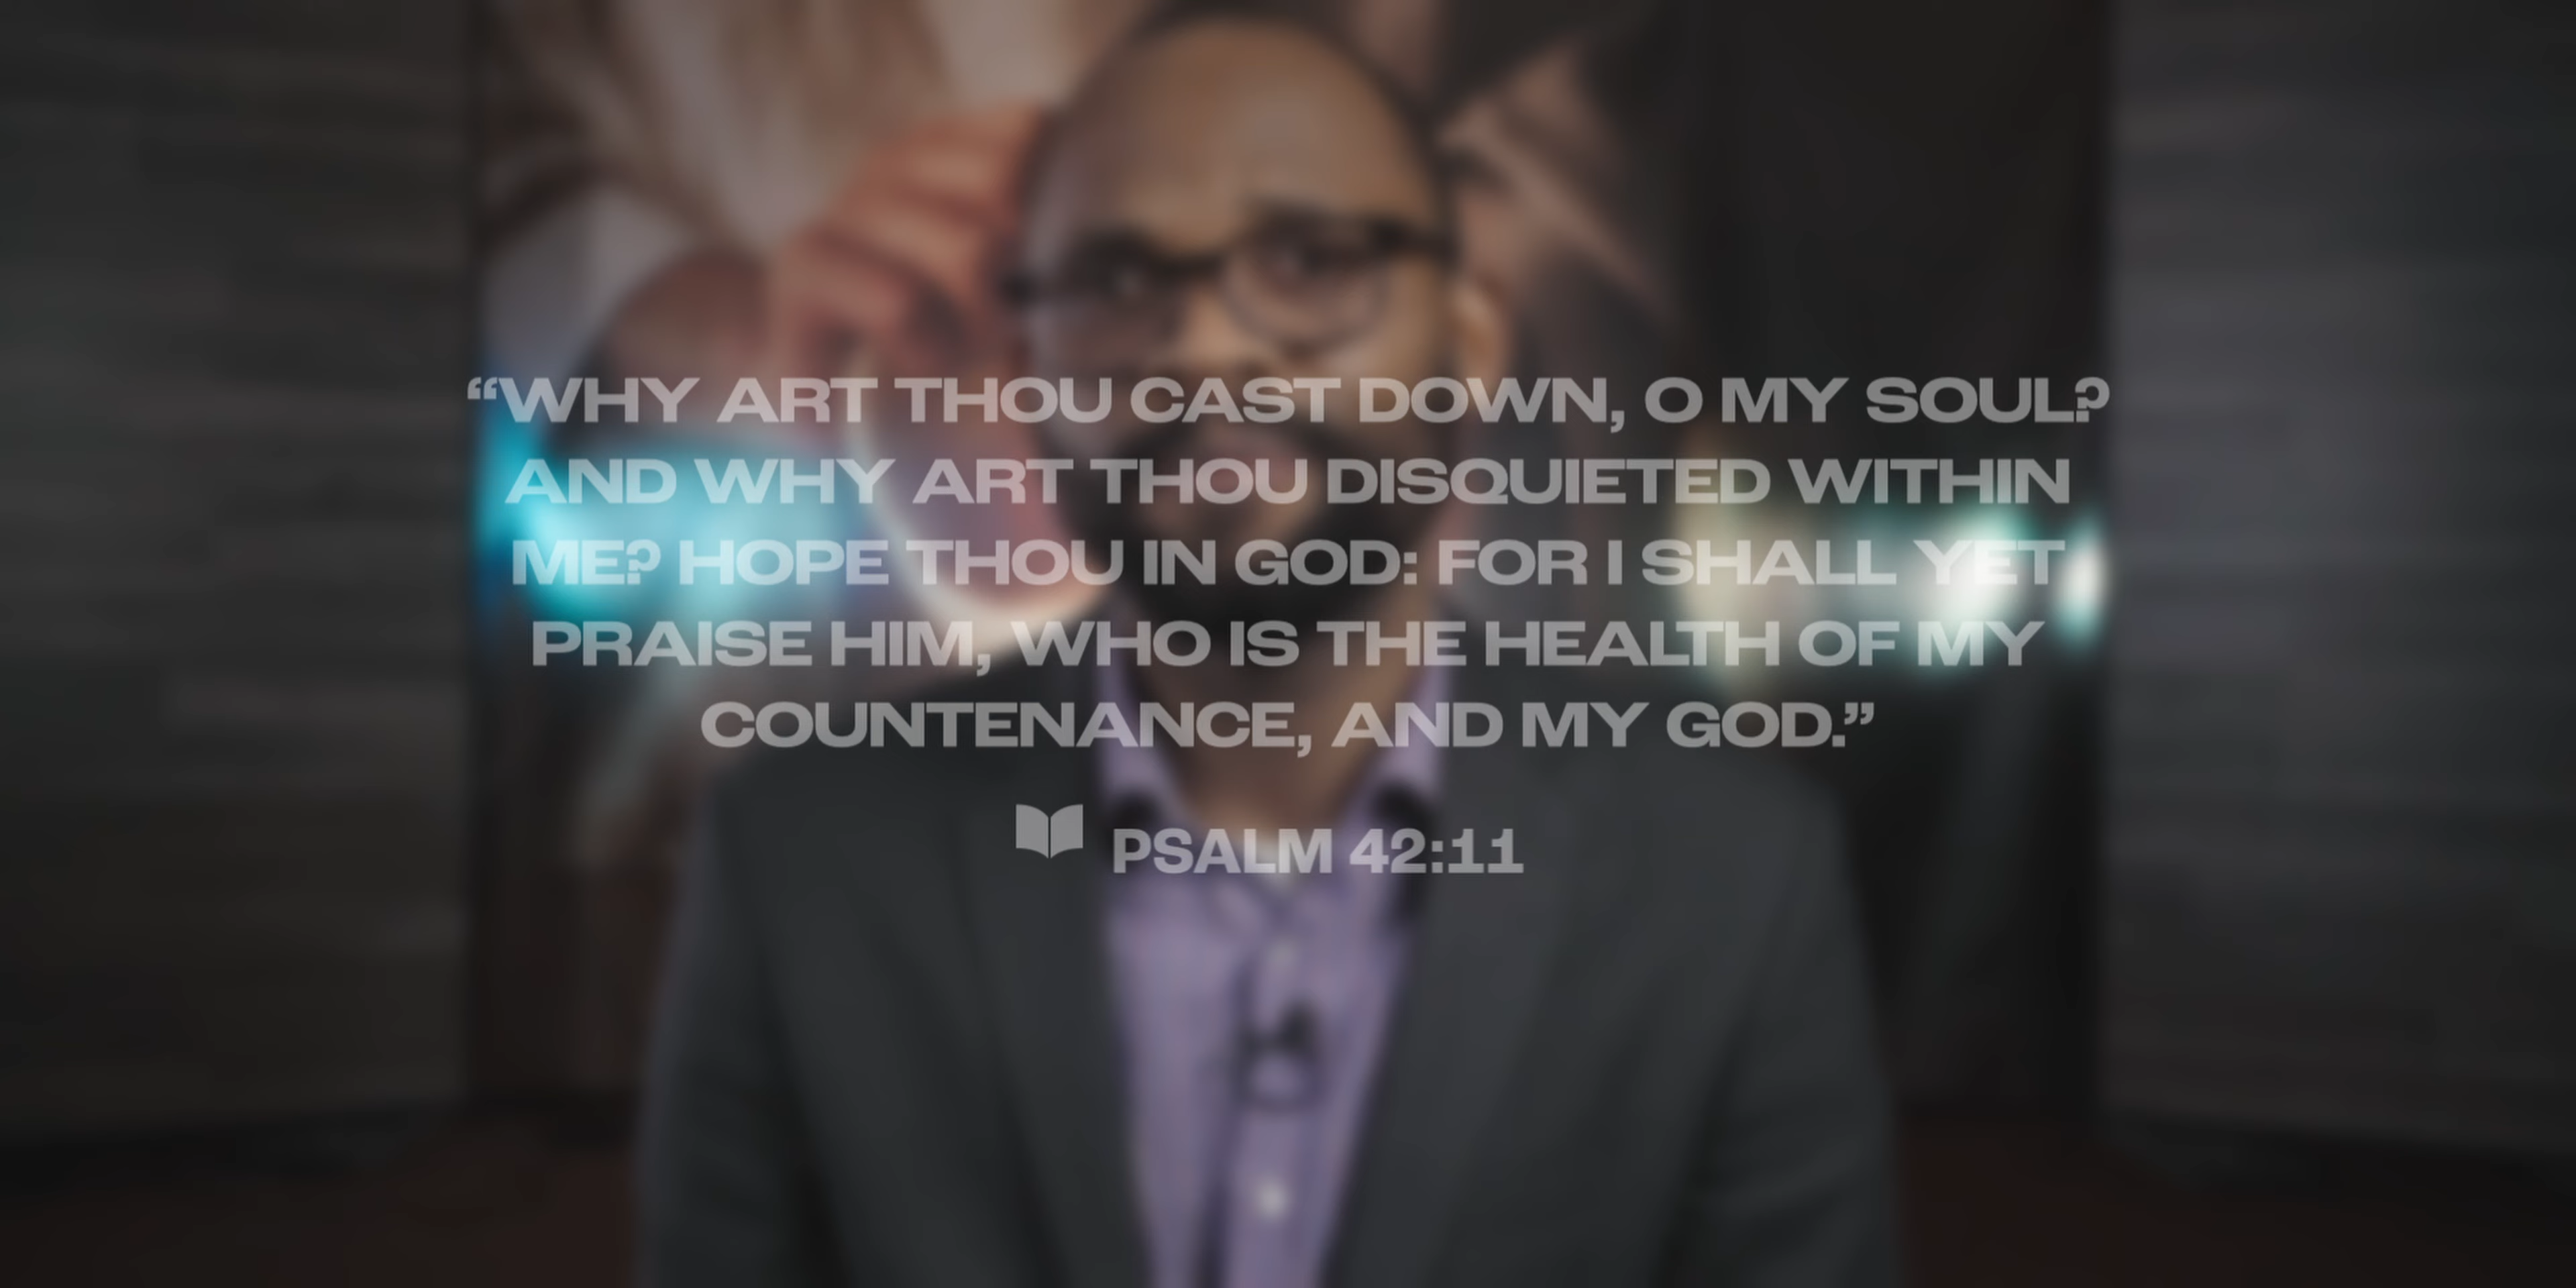 “WHY ART THOU CAST DOWN, O MY SOUL?
AND WHY ART THOU DISQUIETED WITHIN
ME? HOPE THOU IN GOD: FOR I SHALL YET
PRAISE HIM, WHO IS THE HEALTH OF MY
COUNTENANCE, AND MY GOD.”
PSALM 42:11